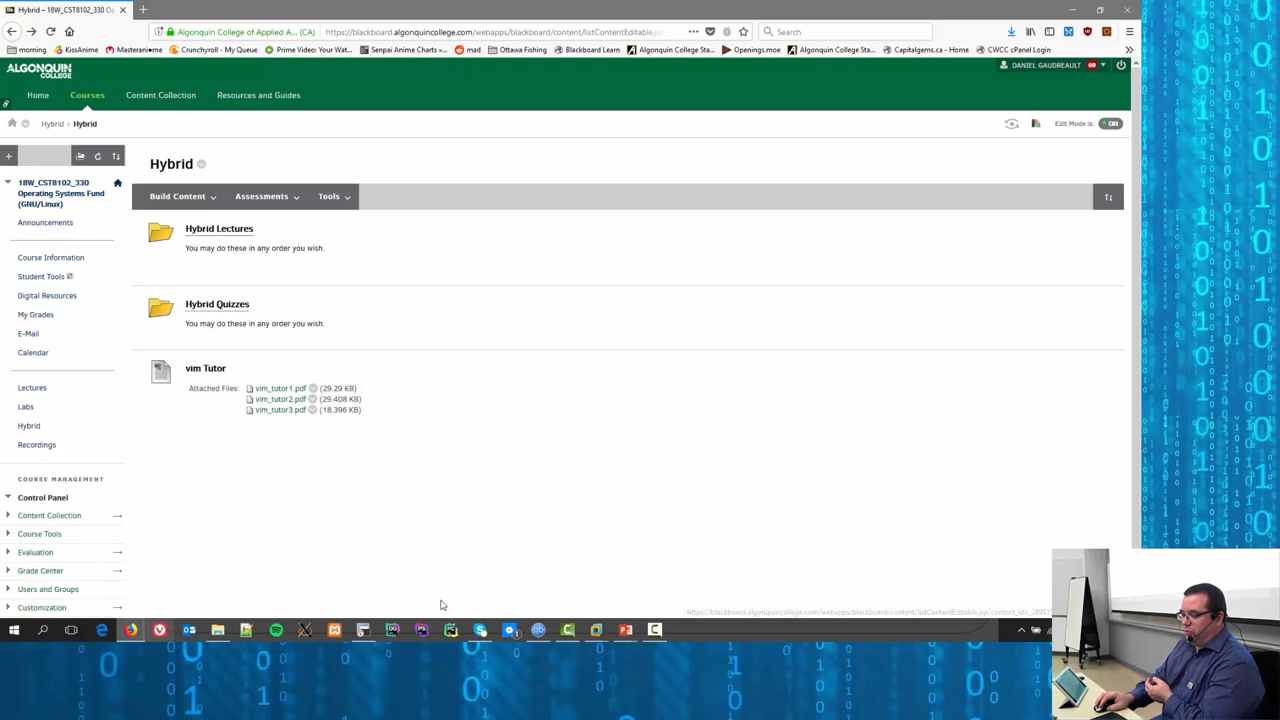 Hybrid – 18W_CST8102_330 O
Algonquin College of Applied A... (CA)
https://blackboard.algonquincollege.com/webapps/blackboard/content/listContentEditable.jsp
Search
morning
KissAnime
Masterani●me
Crunchyroll - My Queue
Prime Video: Your Wat...
Senpai Anime Charts -...
mad
Ottawa Fishing
Blackboard Learn
Algonquin College Sta...
Openings.moe
Algonquin College Sta...
Capitalgems.ca - Home
CWCC cPanel Login
ALGONQUIN
COLLEGE
DANIEL GAUDREAULT
Home
Courses
Content Collection
Resources and Guides
Hybrid
Hybrid
Edit Mode is:
ON
18W_CST8102_330
Operating Systems Fund
(GNU/Linux)
Announcements
Course Information
Student Tools
Digital Resources
My Grades
E-Mail
Calendar
Lectures
Labs
Hybrid
Recordings
COURSE MANAGEMENT
Control Panel
Content Collection
Course Tools
Evaluation
Grade Center
Users and Groups
Customization
Hybrid
Build Content
Assessments
Tools
Hybrid Lectures
You may do these in any order you wish.
Hybrid Quizzes
You may do these in any order you wish.
vim Tutor
Attached Files:
vim_tutor1.pdf (29.29 KB)
vim_tutor2.pdf (29.408 KB)
vim_tutor3.pdf (18.396 KB)